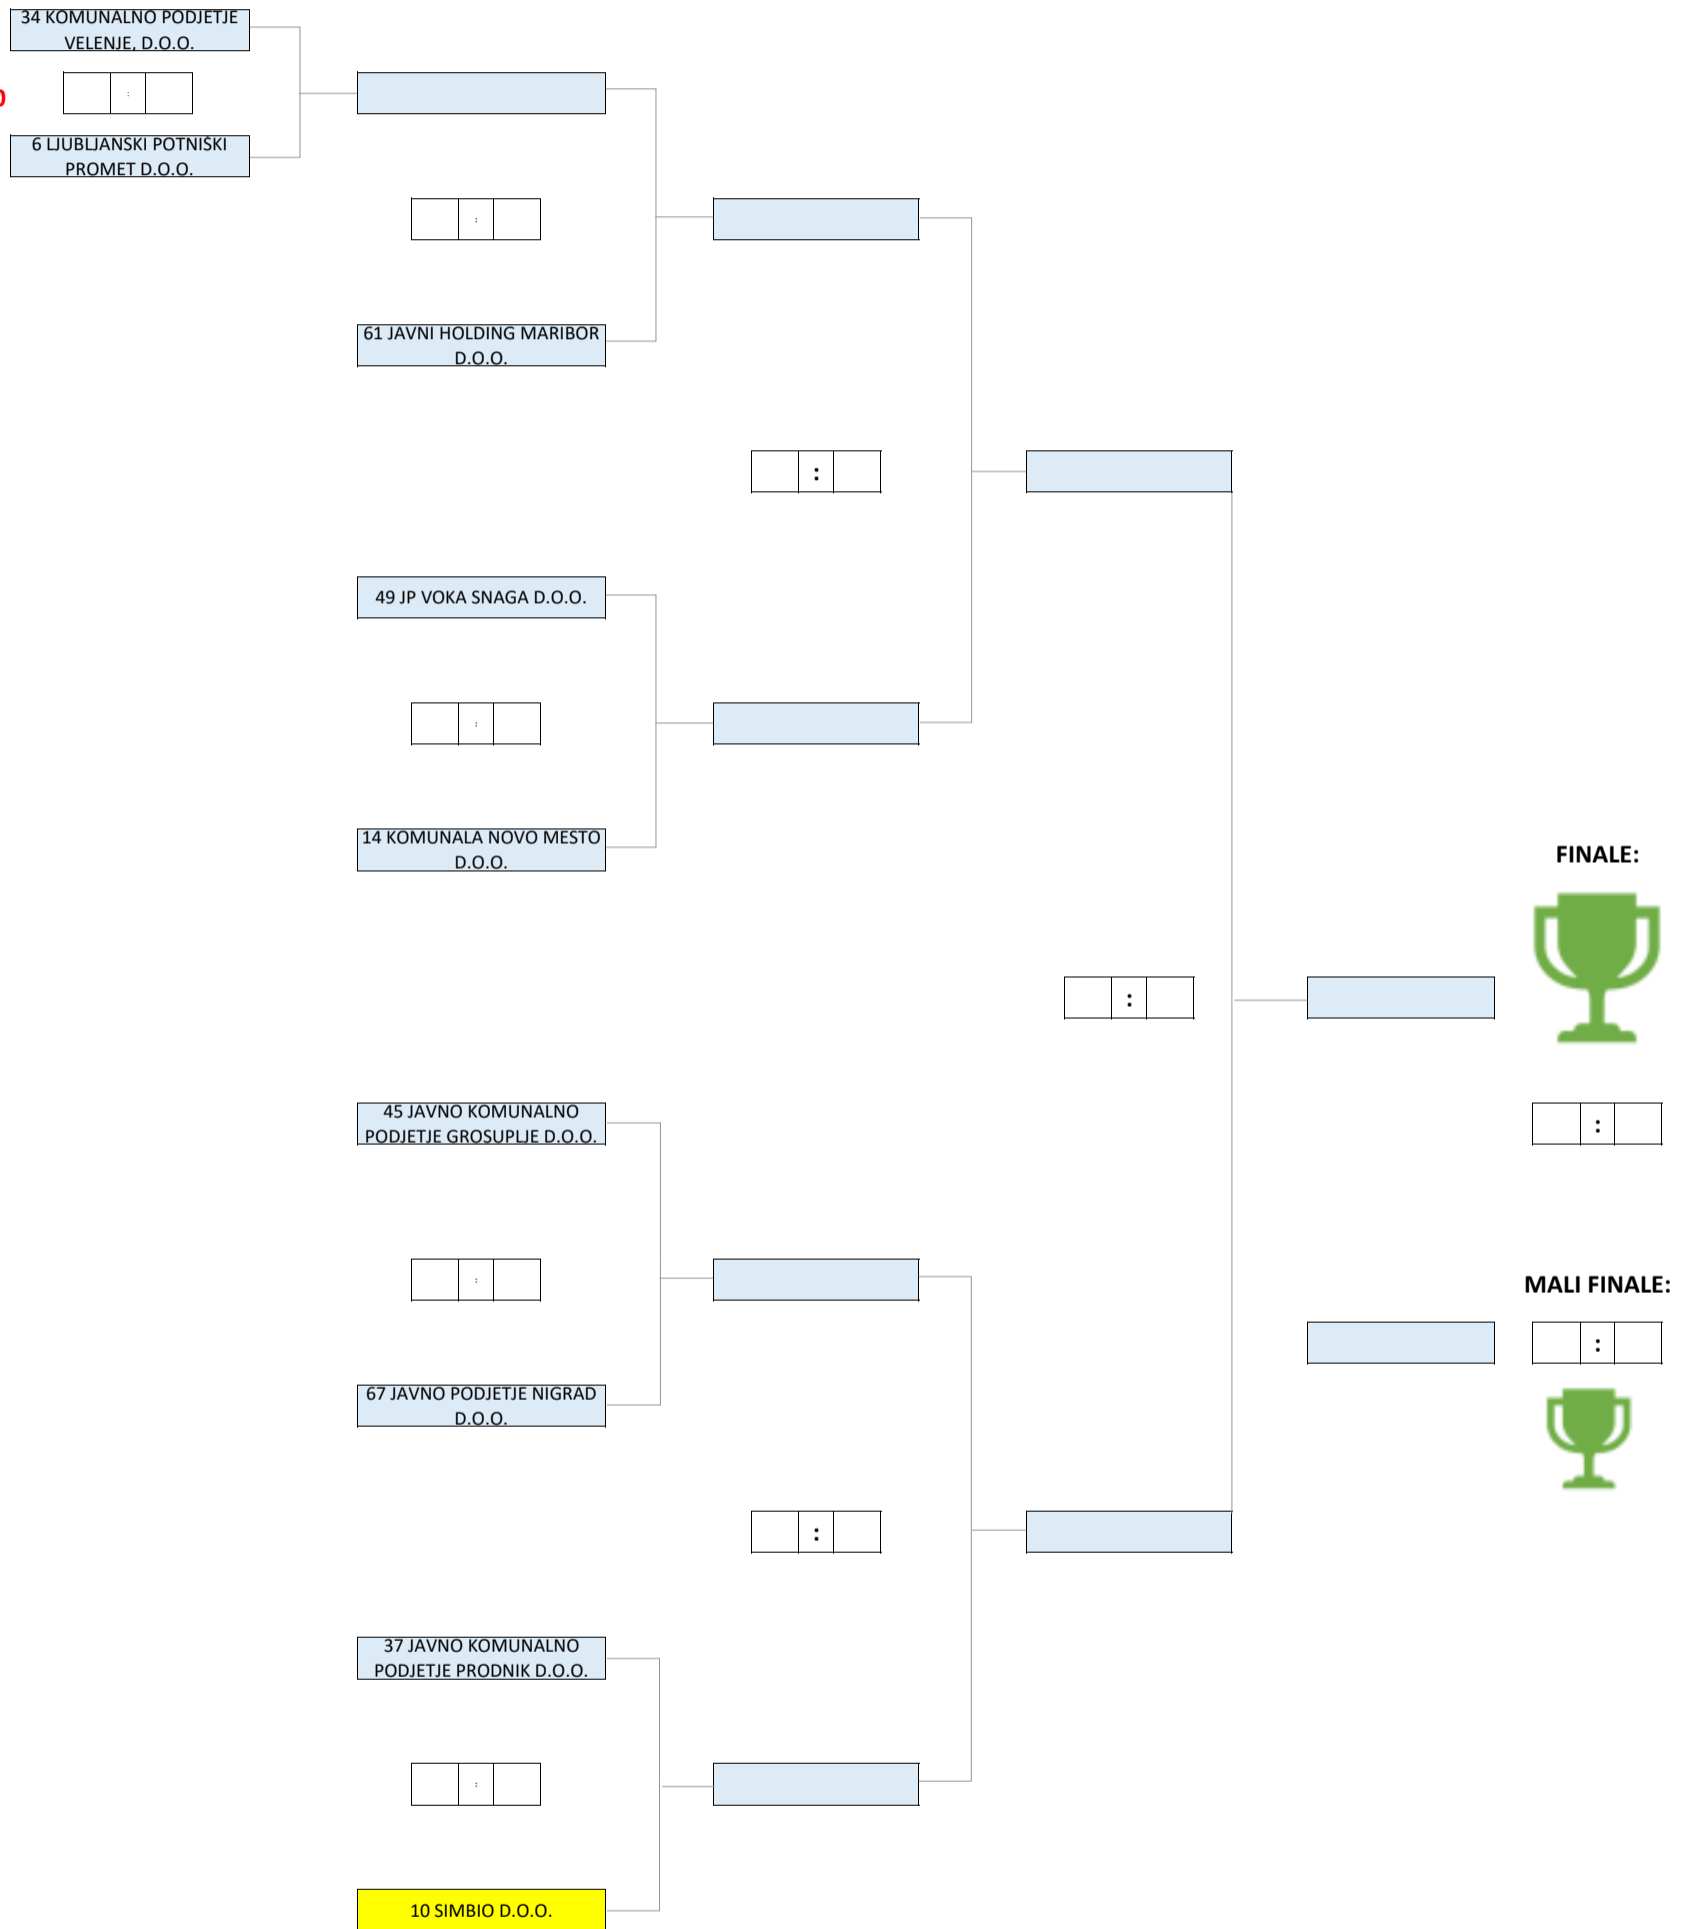 34 KOMUNALNO PODJETJE
VELENJE, D.O.O.
:
0
6 LJUBLJANSKI POTNIŠKI
PROMET D.O.O.
:
61 JAVNI HOLDING MARIBOR
D.O.O.
:
49 JP VOKA SNAGA D.O.O.
:
14 KOMUNALA NOVO MESTO
D.O.O.
FINALE:
:
45 JAVNO KOMUNALNO
PODJETJE GROSUPLJE D.O.O.
:
:
MALI FINALE:
:
67 JAVNO PODJETJE NIGRAD
D.O.O.
:
37 JAVNO KOMUNALNO
PODJETJE PRODNIK D.O.O.
:
10 SIMBIO D.O.O.